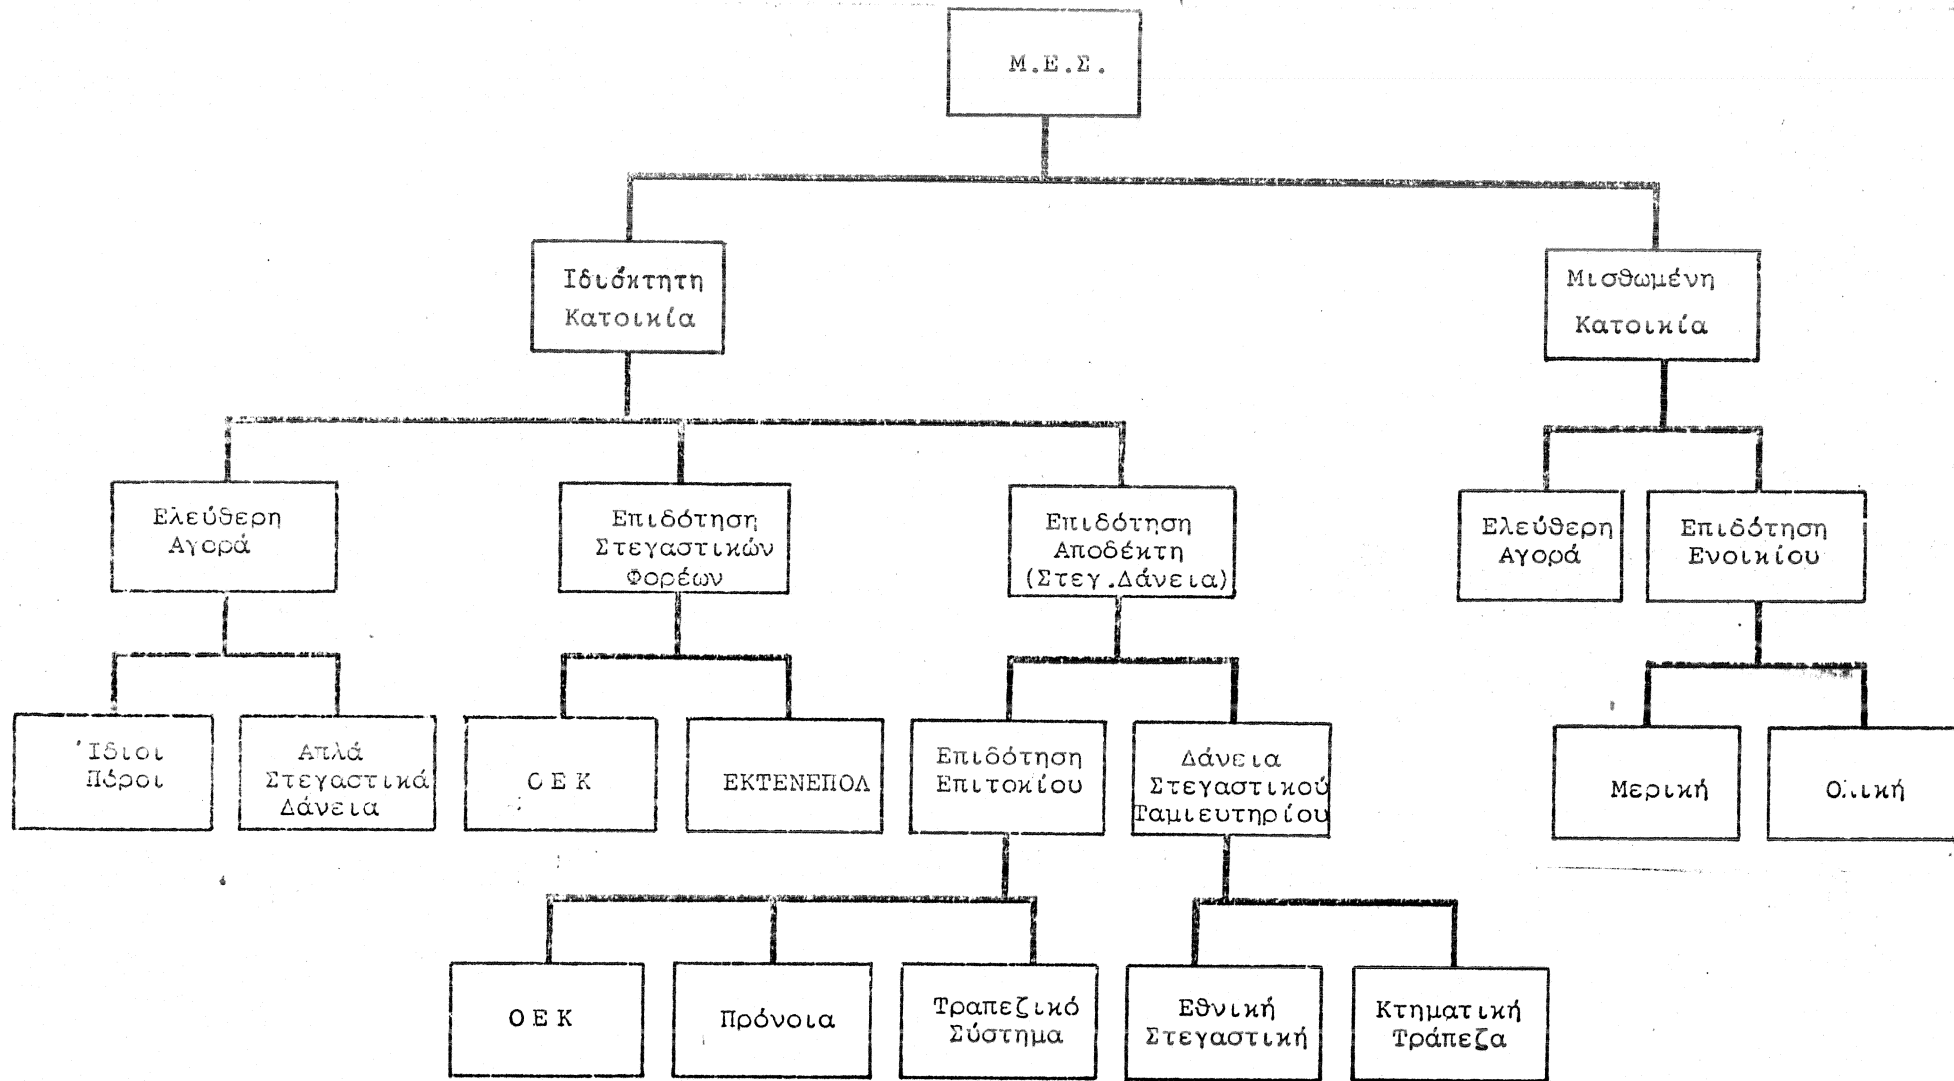 Μ.Ε.Σ.
Ιδιόκτητη
Κατοικία
Μισθωμένη
Κατοικία
Ελεύθερη
Αγορά
Επιδότηση
Στεγαστικών
Φορέων
Επιδότηση
Αποδέκτη
(Στεγ.Δάνεια)
Ελεύθερη
Αγορά
Επιδότηση
Ενοικίου
Ίδιοι
Πόροι
Απλά
Στεγαστικά
Δάνεια
Ο Ε Κ
ΕΚΤΕΝΕΠΟΛ
Επιδότηση
Επιτοκίου
Δάνεια
Στεγαστικού
Ταμιευτηρίου
Μερική
Ο Ε Κ
Πρόνοια
Τραπεζικό
Σύστημα
Εθνική
Στεγαστική
Κτηματική
Τράπεζα